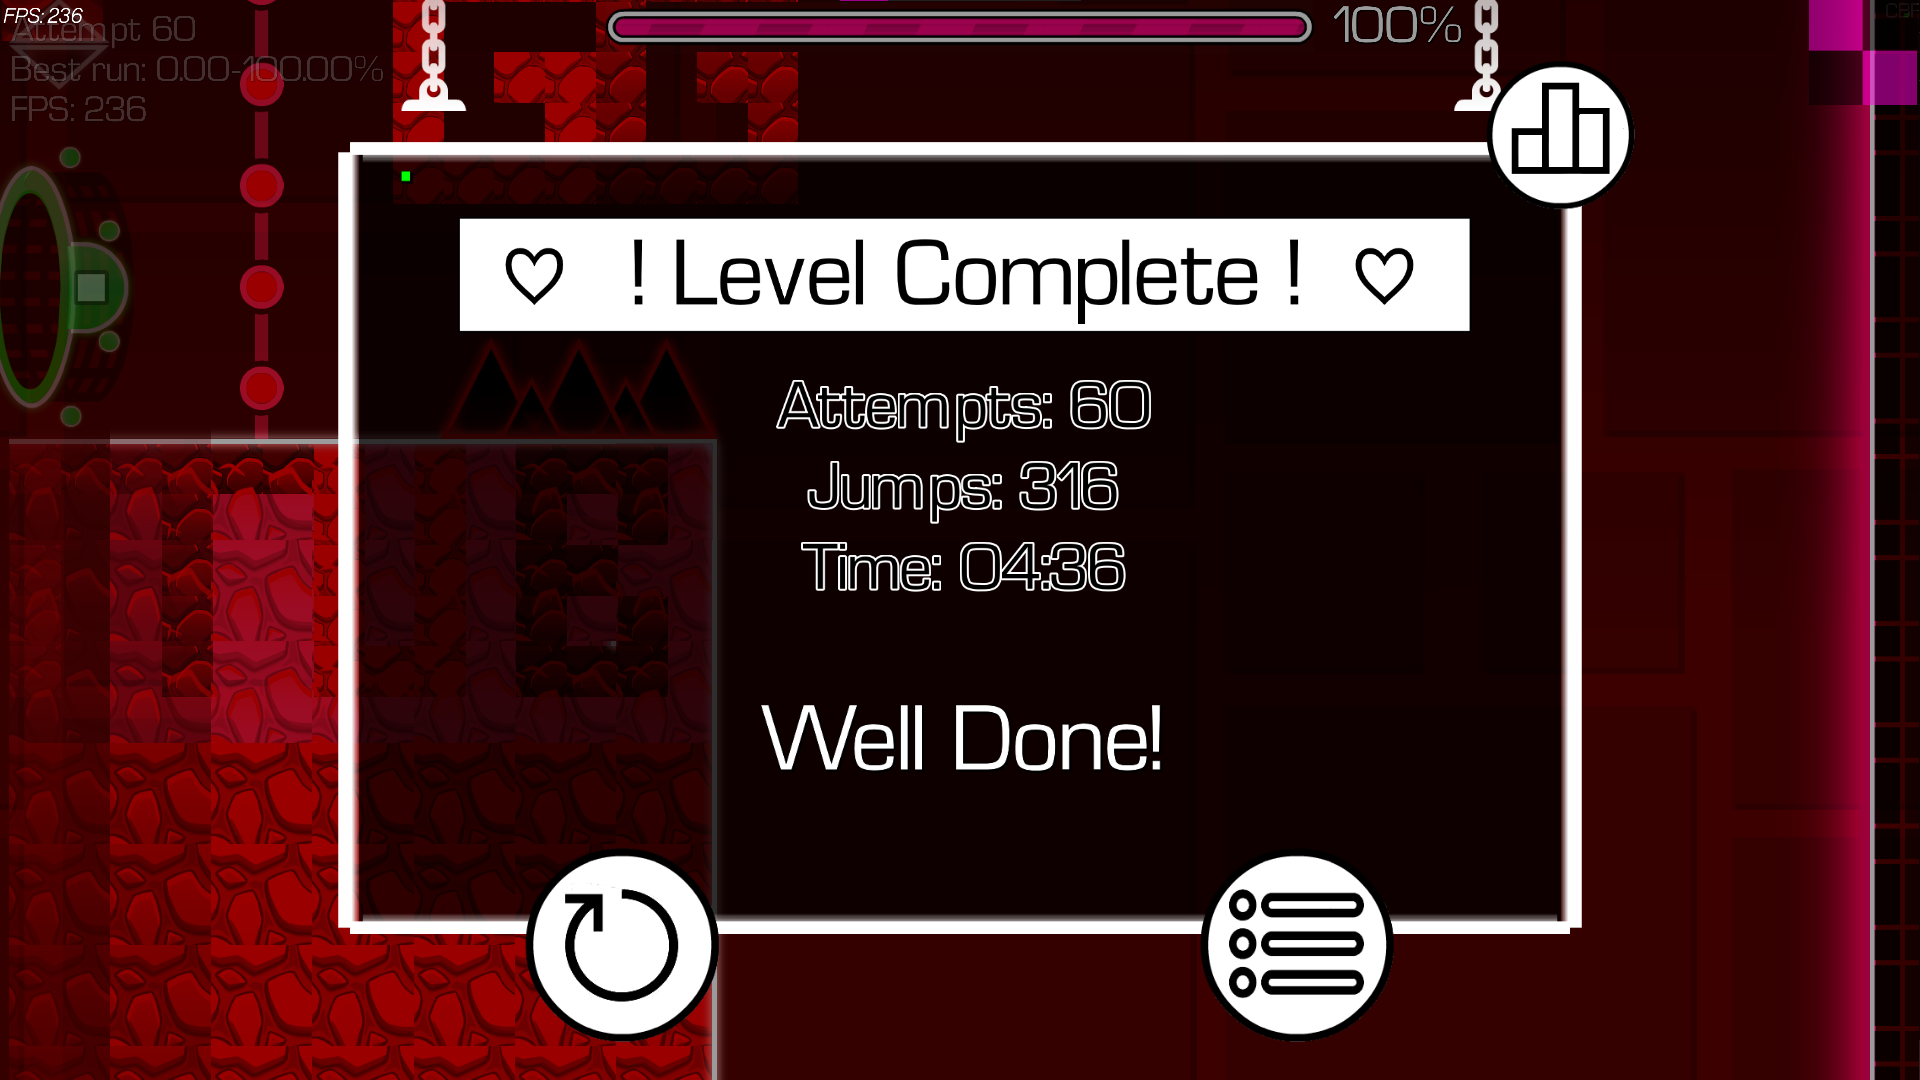 FPS: 236
Attempt 60
Best run: 0.00-100.00%
FPS: 236
100%
! Level Complete !
Attempts: 60
Jumps: 316
Time: 04:36
Well Done!